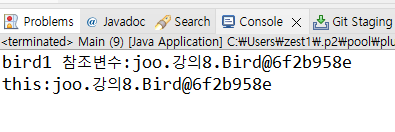 Problems @ Javadoc Search Console Git Staging
<terminated> Main (9) [Java Application] C:₩Users₩zest1₩.p2₩pool₩plu
bird1 참조변수:joo.강의8.Bird@6f2b958e
this:joo.강의8.Bird@6f2b958e